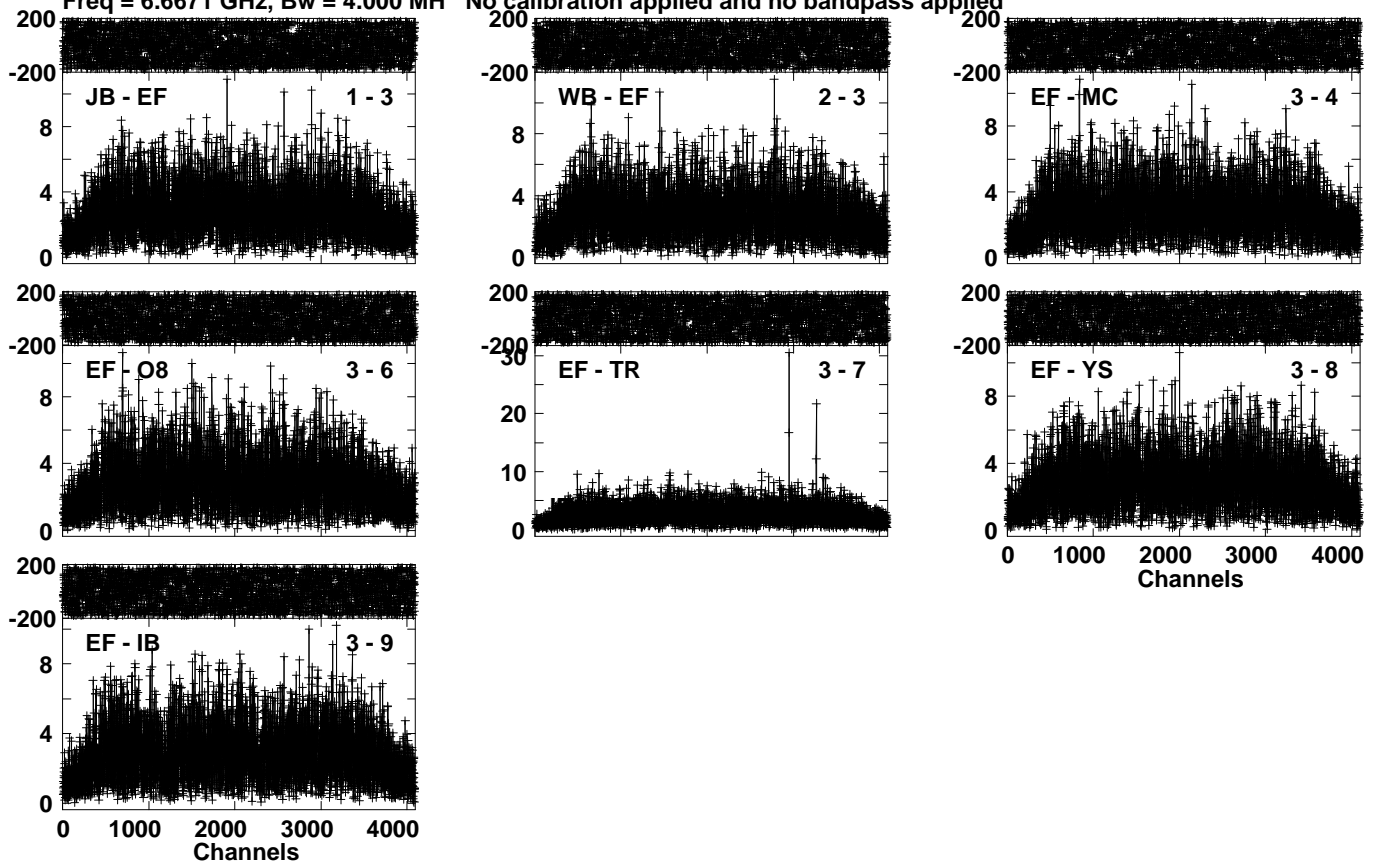 Freq = 6.6671 GHz, Bw = 4.000 MH No calibration applied and no bandpass applied
200 200 200
-200 -200 -200
JB - EF 1 - 3 WB - EF 2 - 3 EF - MC 3 - 4
8 8 8
4 4 4
0 0 0
200 200 200
-200 -200 -200
30
EF - O8 3 - 6 EF - TR 3 - 7 EF - YS 3 - 8
8 20 8
4 10 4
0 0 0
0 1000 2000 3000 4000
Channels
200
-200
EF - IB 3 - 9
8
4
0
0 1000 2000 3000 4000
Channels